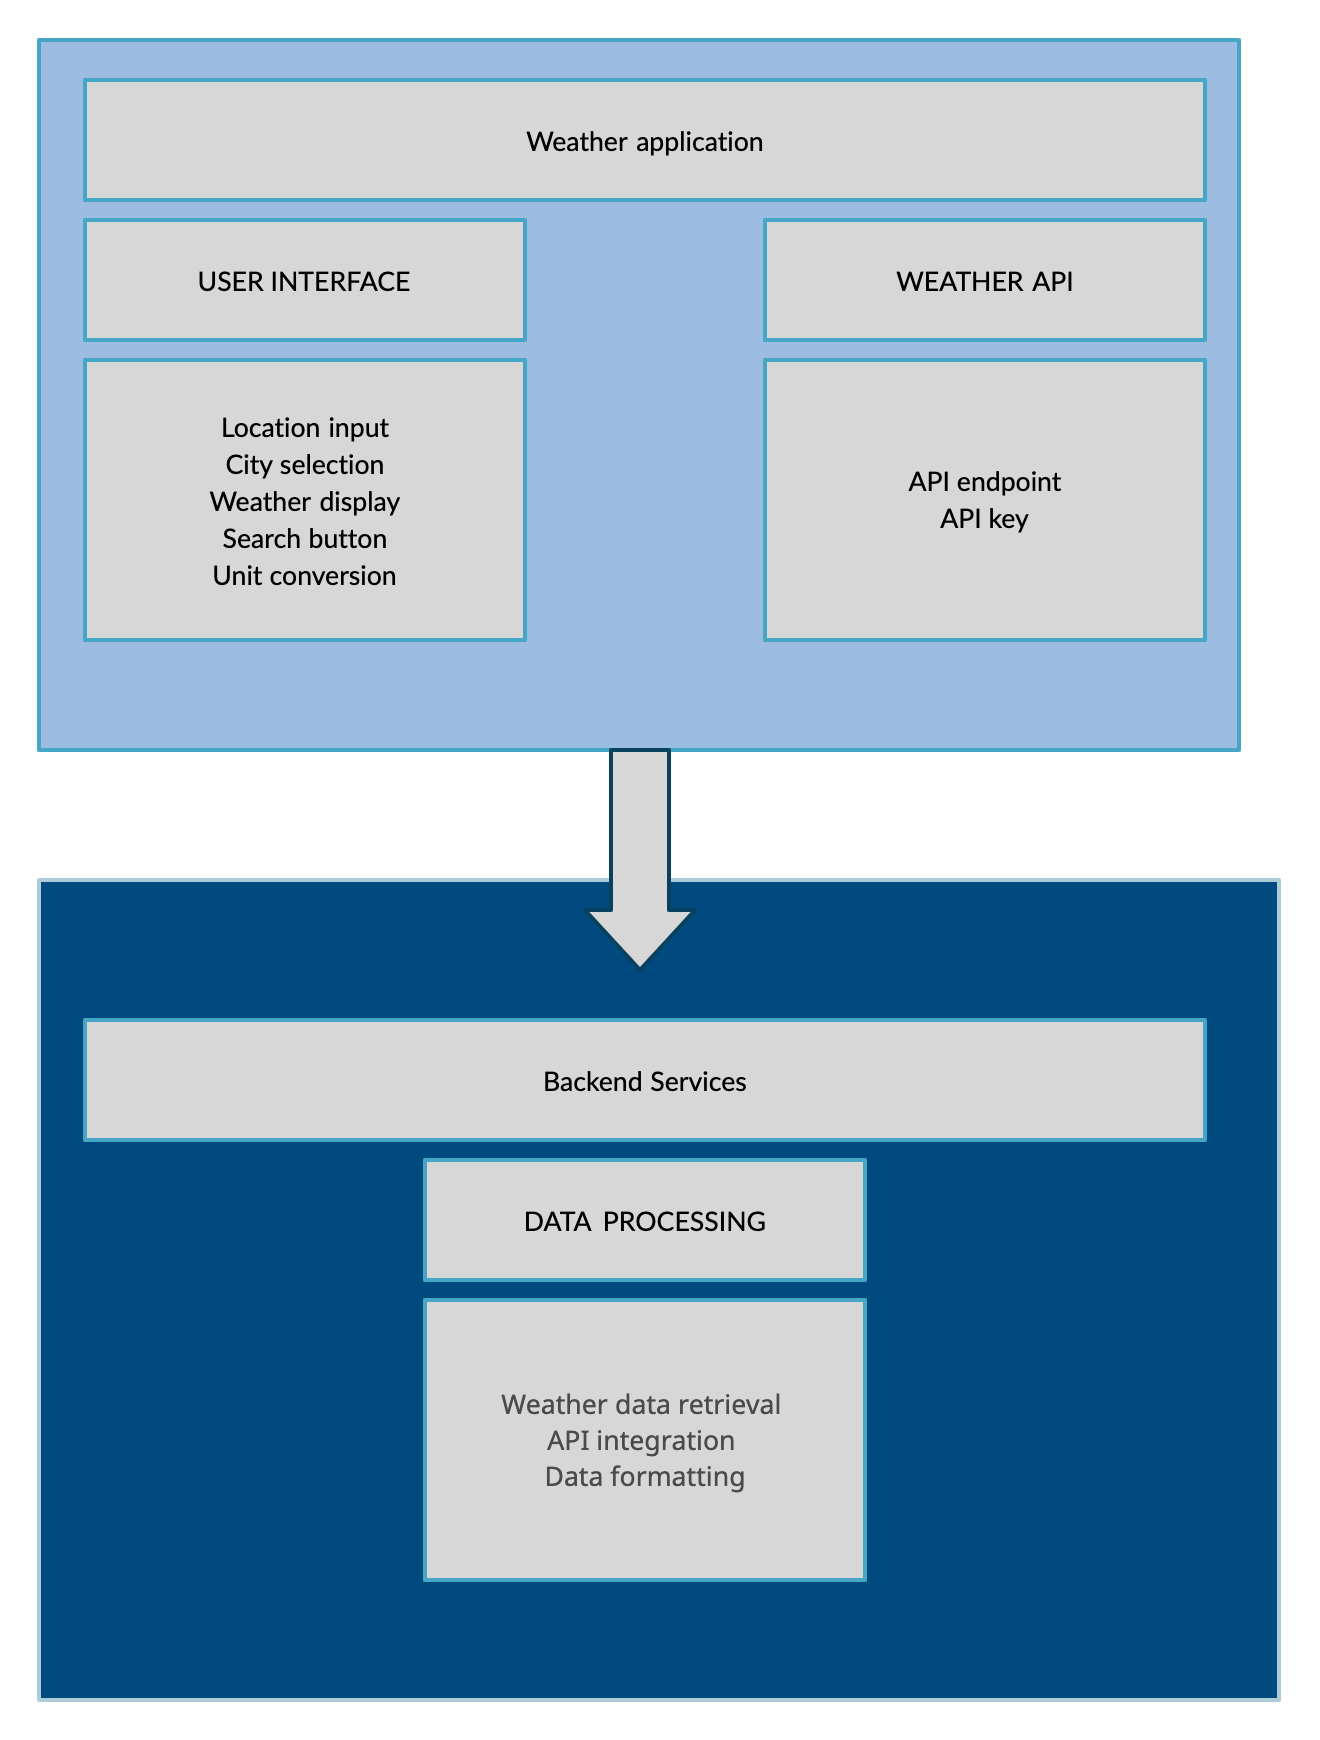 Weather application
USER INTERFACE
WEATHER API
Location input
City selection
Weather display
Search button
Unit conversion
API endpoint
API key
Backend Services
DATA PROCESSING
Weather data retrieval
API integration
Data formatting